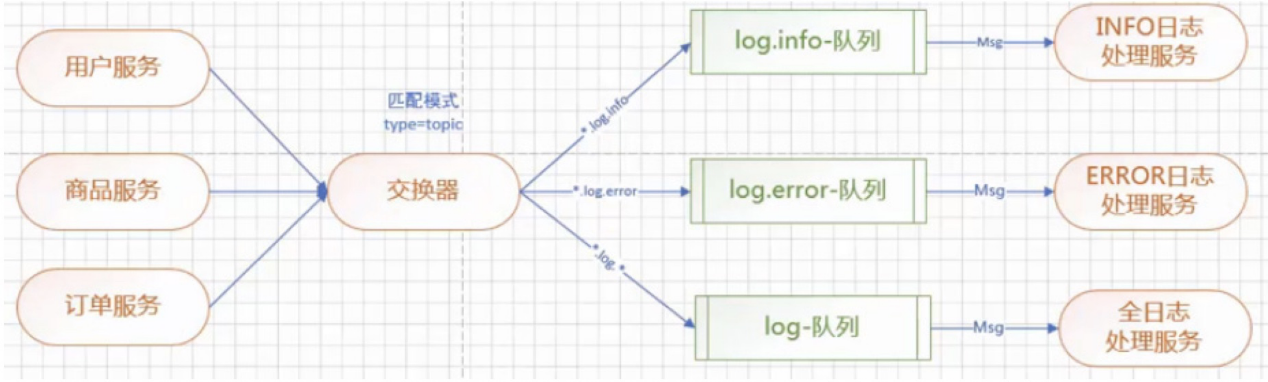 用户服务
商品服务
订单服务
匹配模式
type=topic
交换器
*.log.info
*.log.error
*.log.*
log.info-队列
log.error-队列
log-队列
Msg
Msg
Msg
INFO日志
处理服务
ERROR日志
处理服务
全日志
处理服务